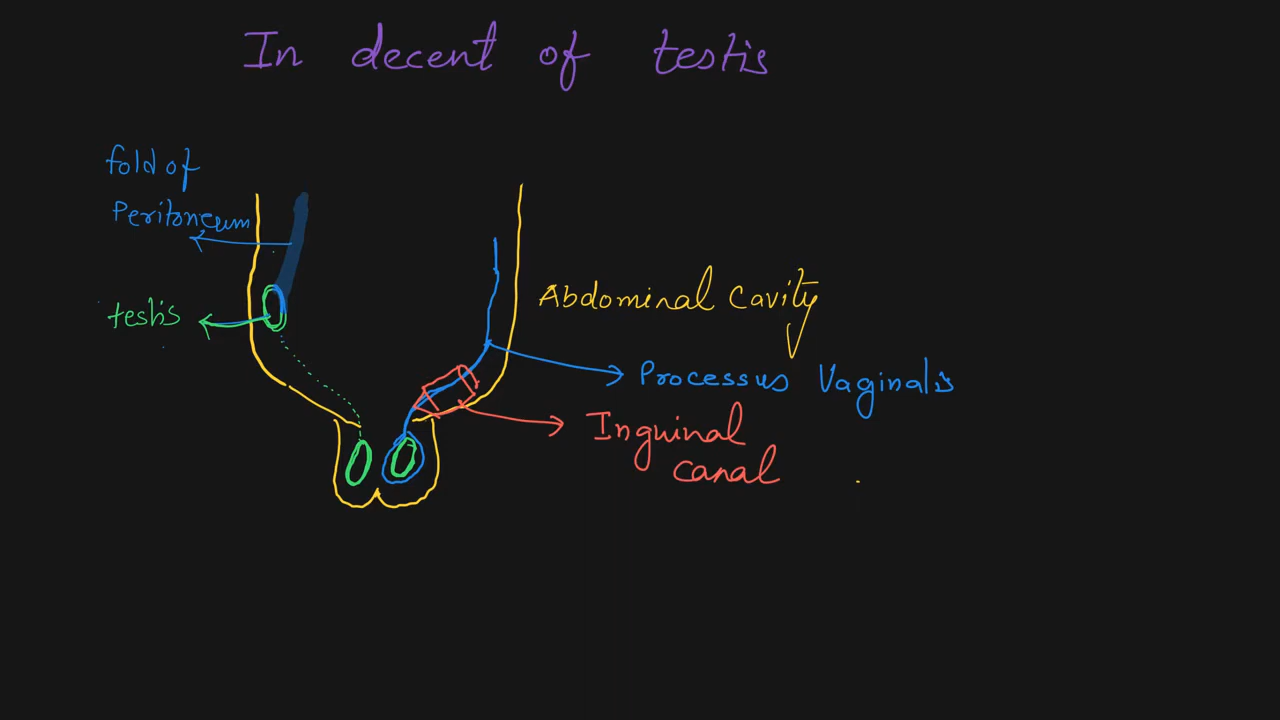 In decent of testis
fold of
Peritoneum
testis
Abdominal Cavity
Processus Vaginalis
Inguinal
canal